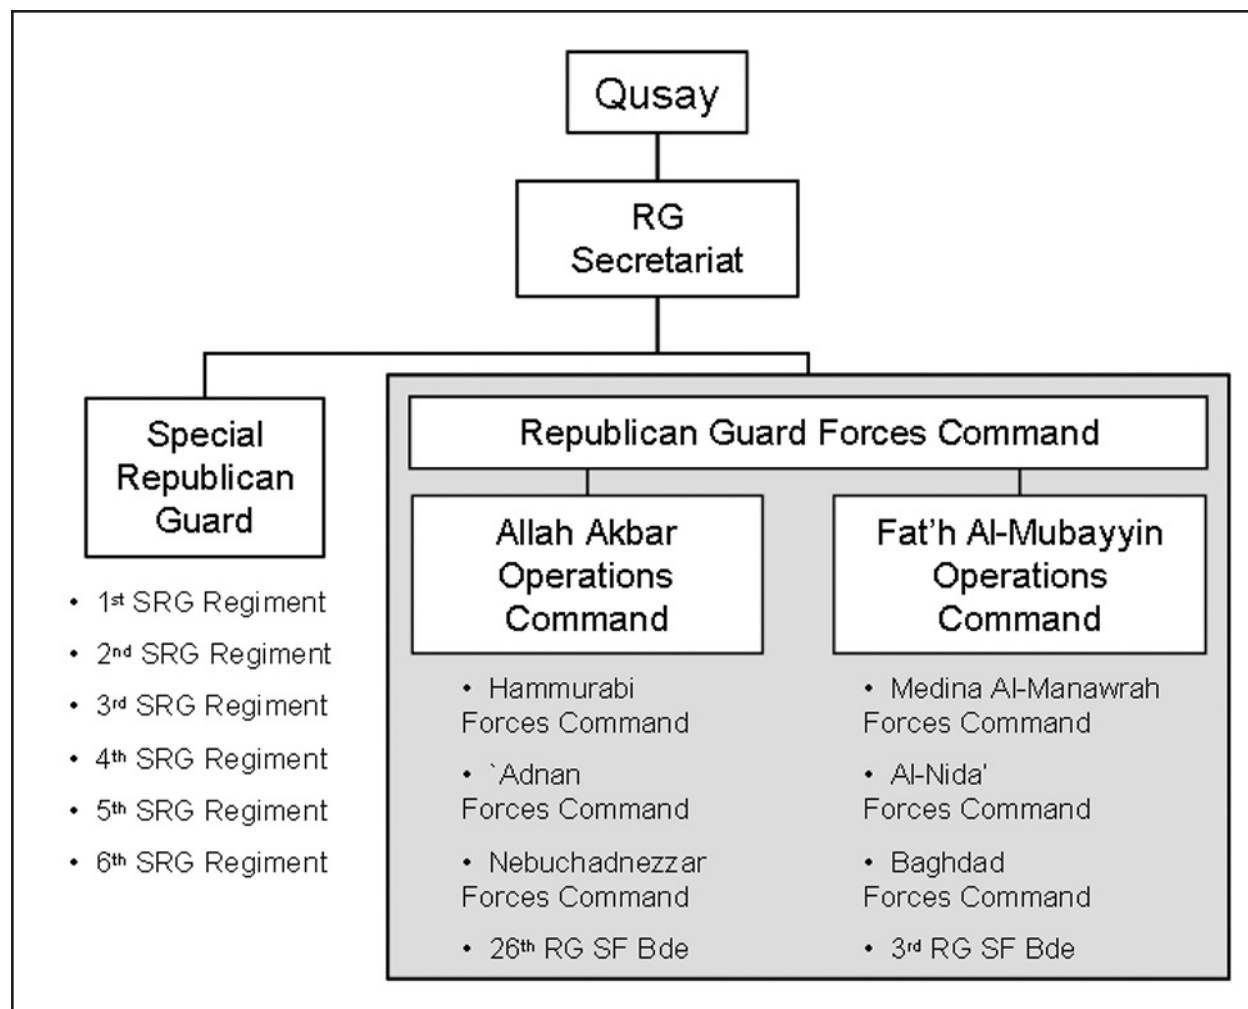 Qusay
RG
Secretariat
Special
Republican
Guard
• 1st SRG Regiment
• 2nd SRG Regiment
• 3rd SRG Regiment
• 4th SRG Regiment
• 5th SRG Regiment
• 6th SRG Regiment
Republican Guard Forces Command
Allah Akbar
Operations
Command
• Hammurabi
Forces Command
• `Adnan
Forces Command
• Nebuchadnezzar
Forces Command
• 26th RG SF Bde
Fat’h Al-Mubayyin
Operations
Command
• Medina Al-Manawrah
Forces Command
• Al-Nida'
Forces Command
• Baghdad
Forces Command
• 3rd RG SF Bde